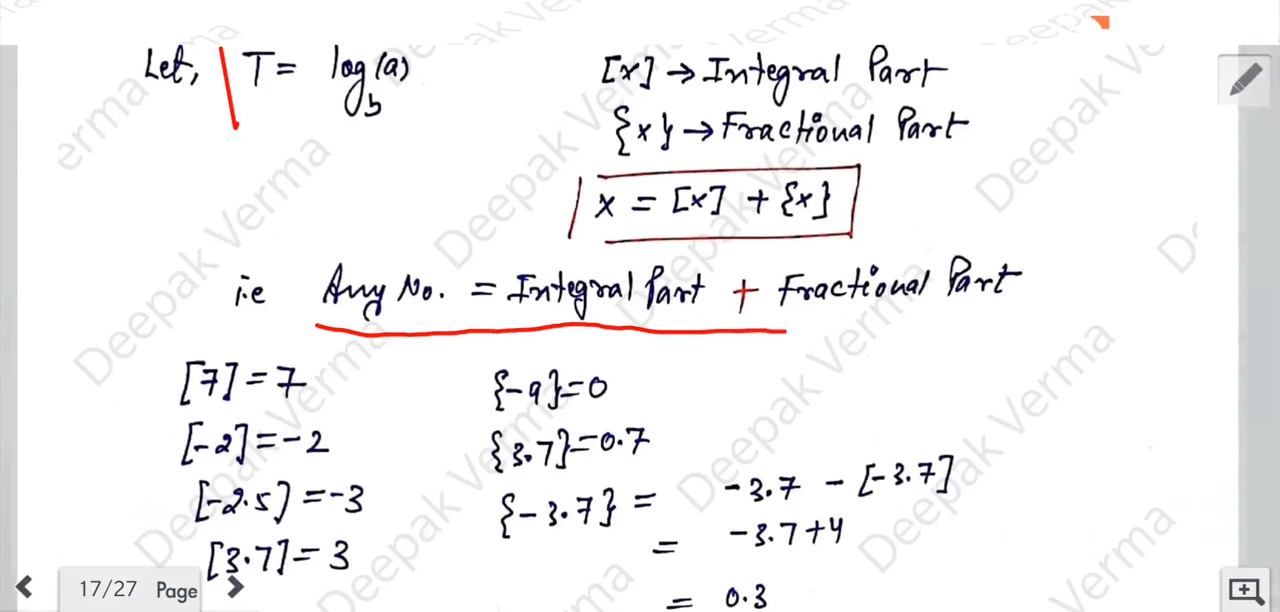 Let, T = log_b(a)
[x] → Integral Part
{x} → Fractional Part
x = [x] + {x}
i.e Any No. = Integral Part + Fractional Part
[7] = 7
[-2] = -2
[-2.5] = -3
[3.7] = 3
{-9} = 0
{3.7} = 0.7
{-3.7} = -3.7 - [-3.7]
= -3.7+4
= 0.3
17/27 Page
Deepak Verma